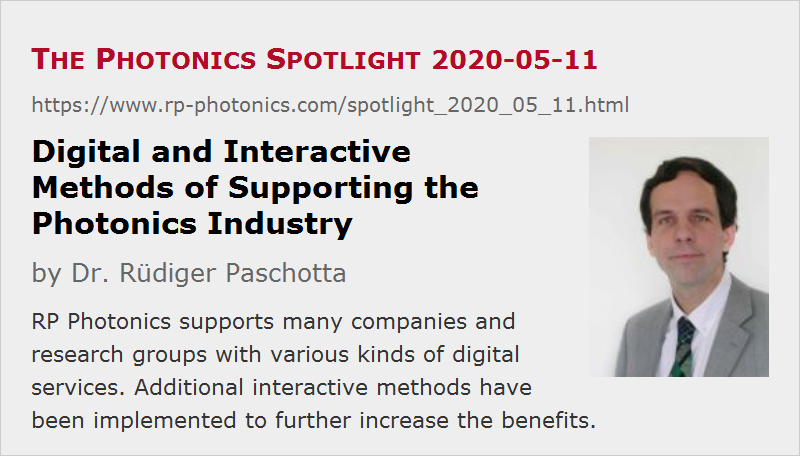 The Photonics Spotlight 2020-05-11
https://www.rp-photonics.com/spotlight_2020_05_11.html
Digital and Interactive
Methods of Supporting the
Photonics Industry
by Dr. Rüdiger Paschotta
RP Photonics supports many companies and
research groups with various kinds of digital
services. Additional interactive methods have
been implemented to further increase the benefits.